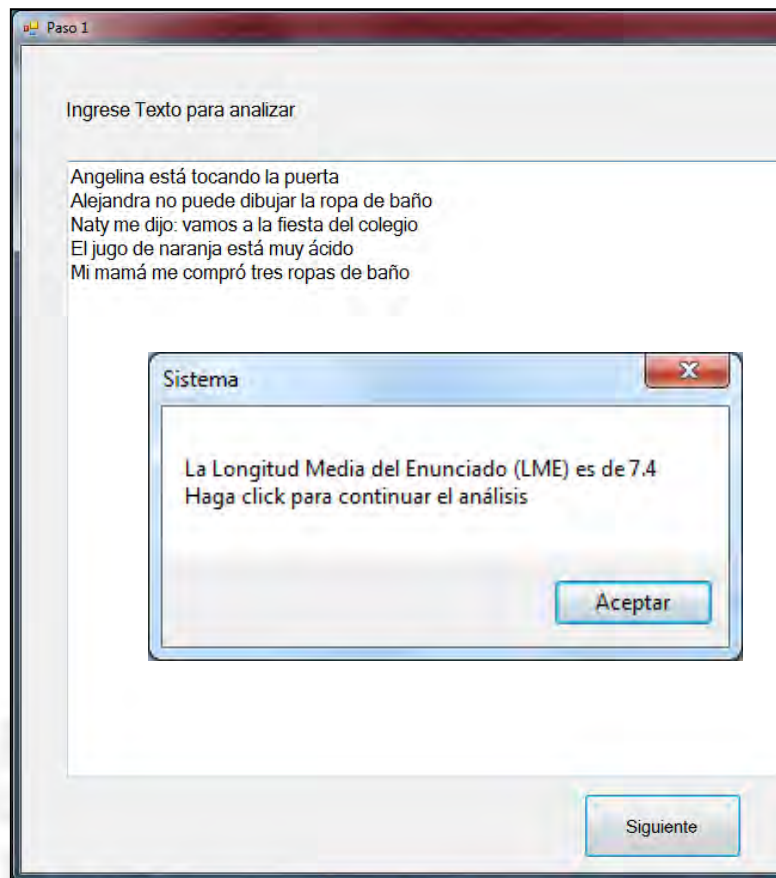 Paso 1
Ingrese Texto para analizar
Angelina está tocando la puerta
Alejandra no puede dibujar la ropa de baño
Naty me dijo: vamos a la fiesta del colegio
El jugo de naranja está muy ácido
Mi mamá me compró tres ropas de baño
Sistema
La Longitud Media del Enunciado (LME) es de 7.4
Haga click para continuar el análisis
Aceptar
Siguiente